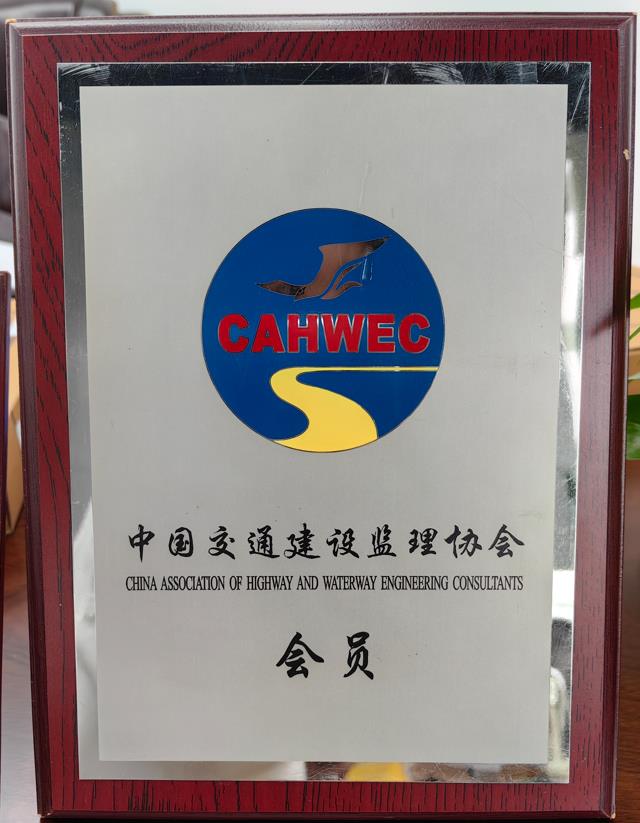 CAHWEC
中国交通建设监理协会
CHINA ASSOCIATION OF HIGHWAY AND WATERWAY ENGINEERING CONSULTANTS
会员